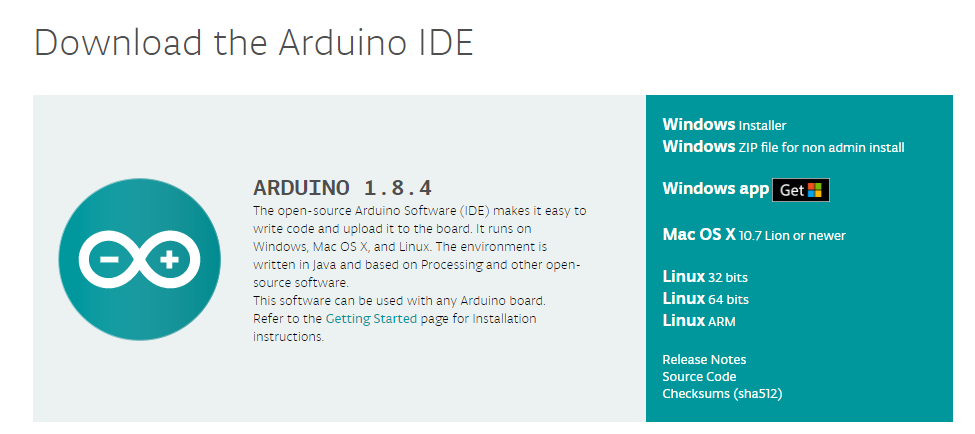 Download the Arduino IDE
ARDUINO 1.8.4
The open-source Arduino Software (IDE) makes it easy to
write code and upload it to the board. It runs on
Windows, Mac OS X, and Linux. The environment is
written in Java and based on Processing and other open-
source software.
This software can be used with any Arduino board.
Refer to the Getting Started page for Installation
instructions.
Windows Installer
Windows ZIP file for non admin install
Windows app Get
Mac OS X 10.7 Lion or newer
Linux 32 bits
Linux 64 bits
Linux ARM
Release Notes
Source Code
Checksums (sha512)